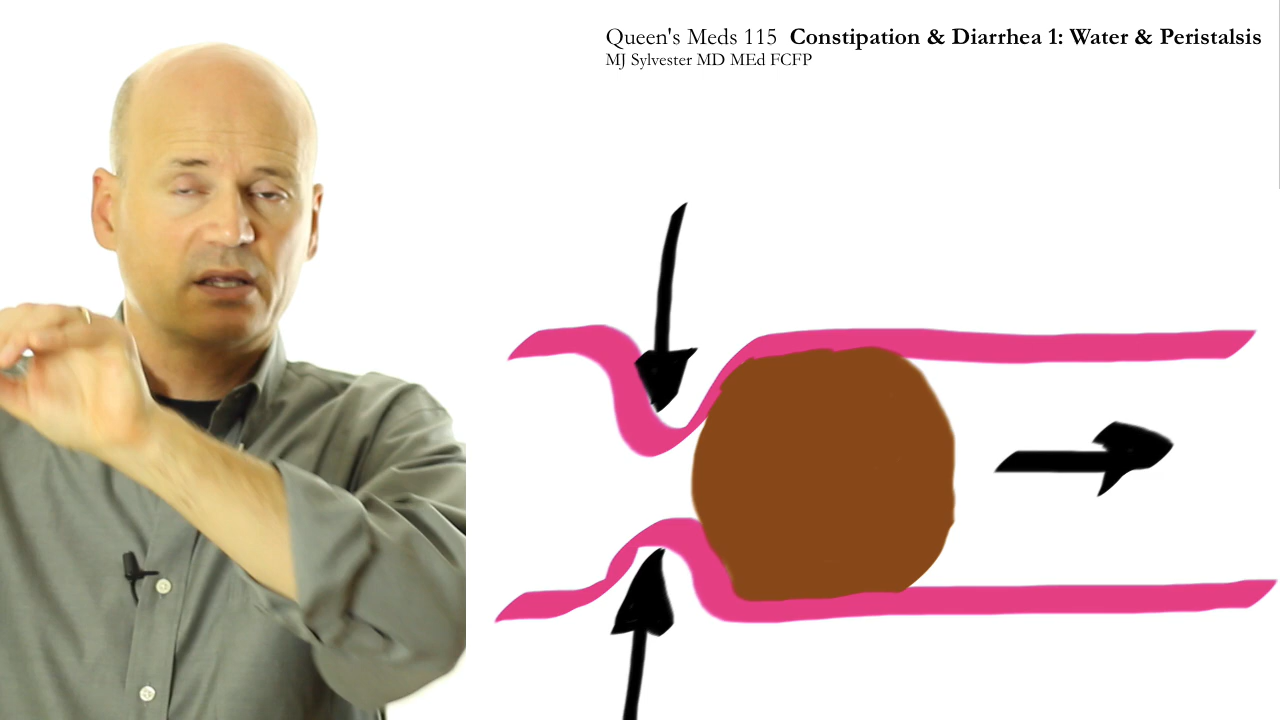 Queen's Meds 115 Constipation & Diarrhea 1: Water & Peristalsis
MJ Sylvester MD MEd FCFP